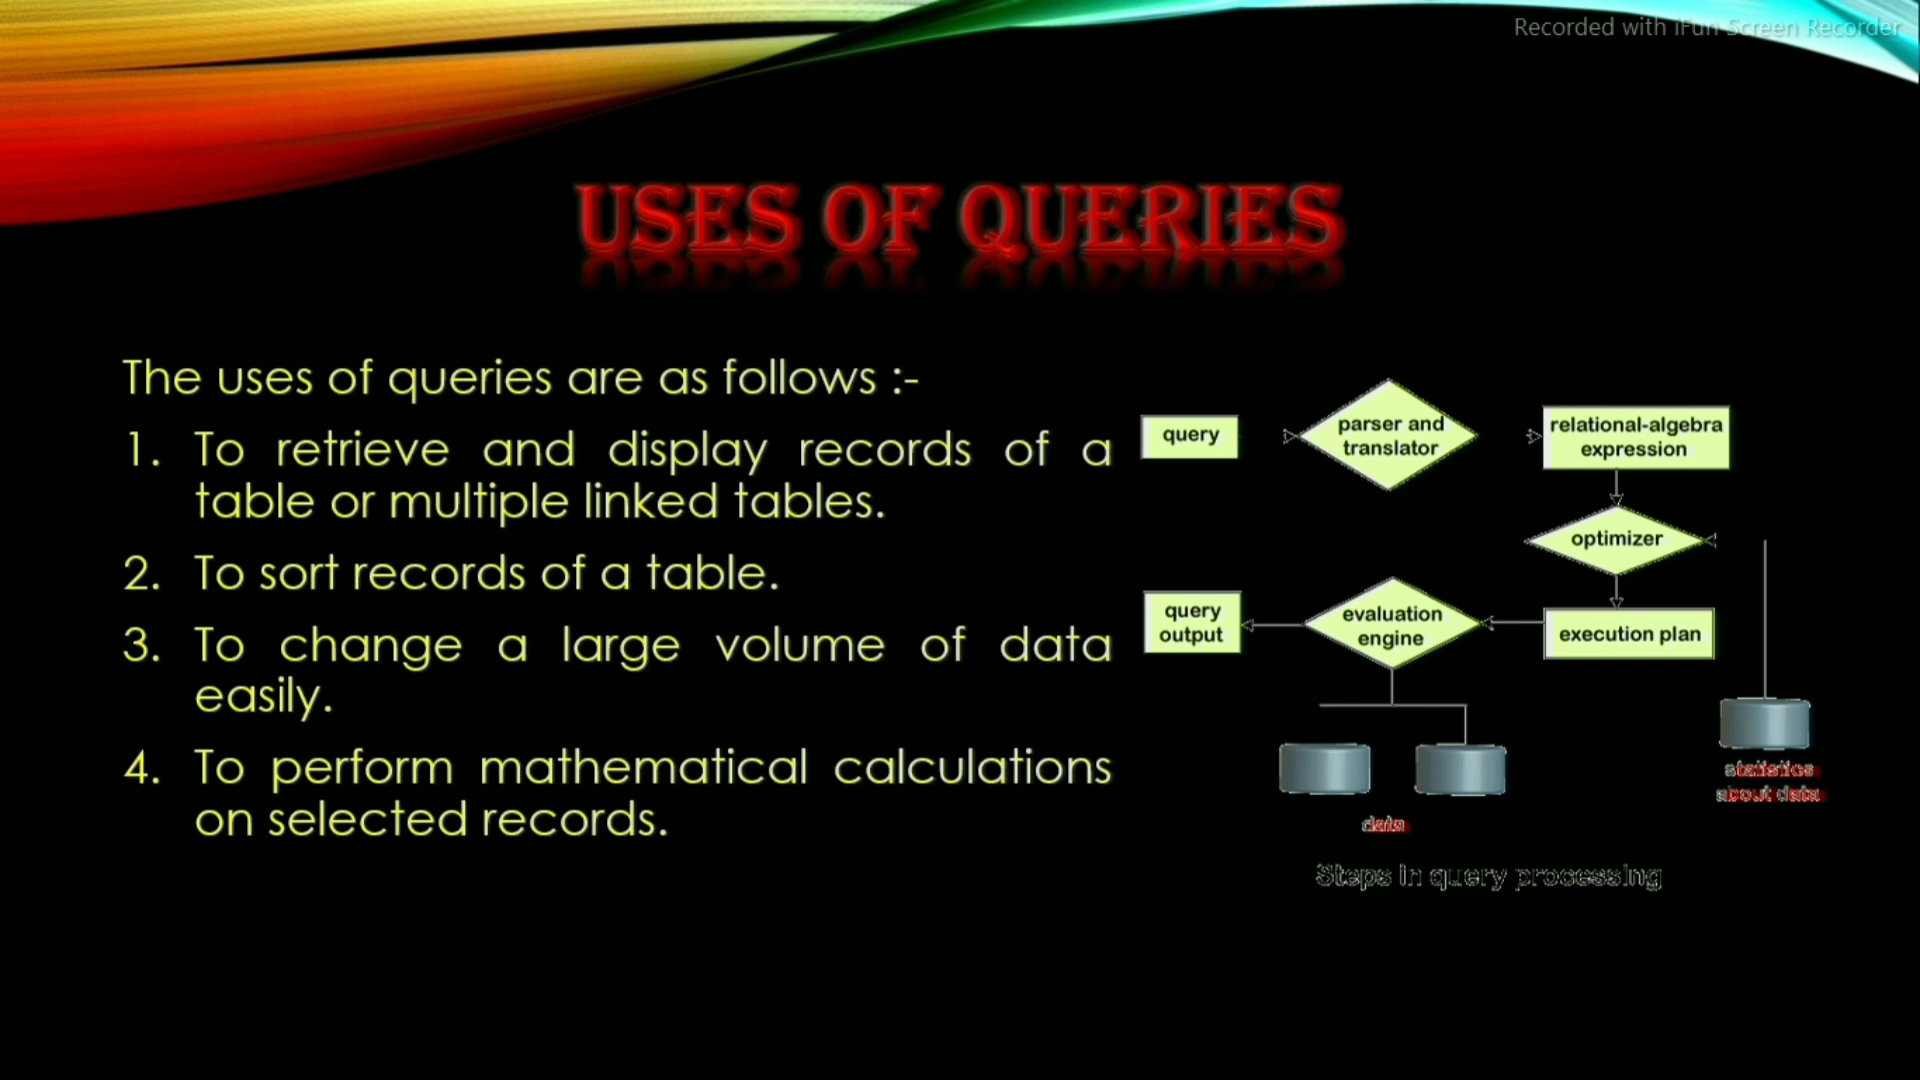 Recorded with iFun Screen Recorder
USES OF QUERIES
The uses of queries are as follows :-
1. To retrieve and display records of a
table or multiple linked tables.
2. To sort records of a table.
3. To change a large volume of data
easily.
4. To perform mathematical calculations
on selected records.
query
parser and
translator
relational-algebra
expression
optimizer
query
output
evaluation
engine
execution plan
statistics
about data
data
Steps in query processing